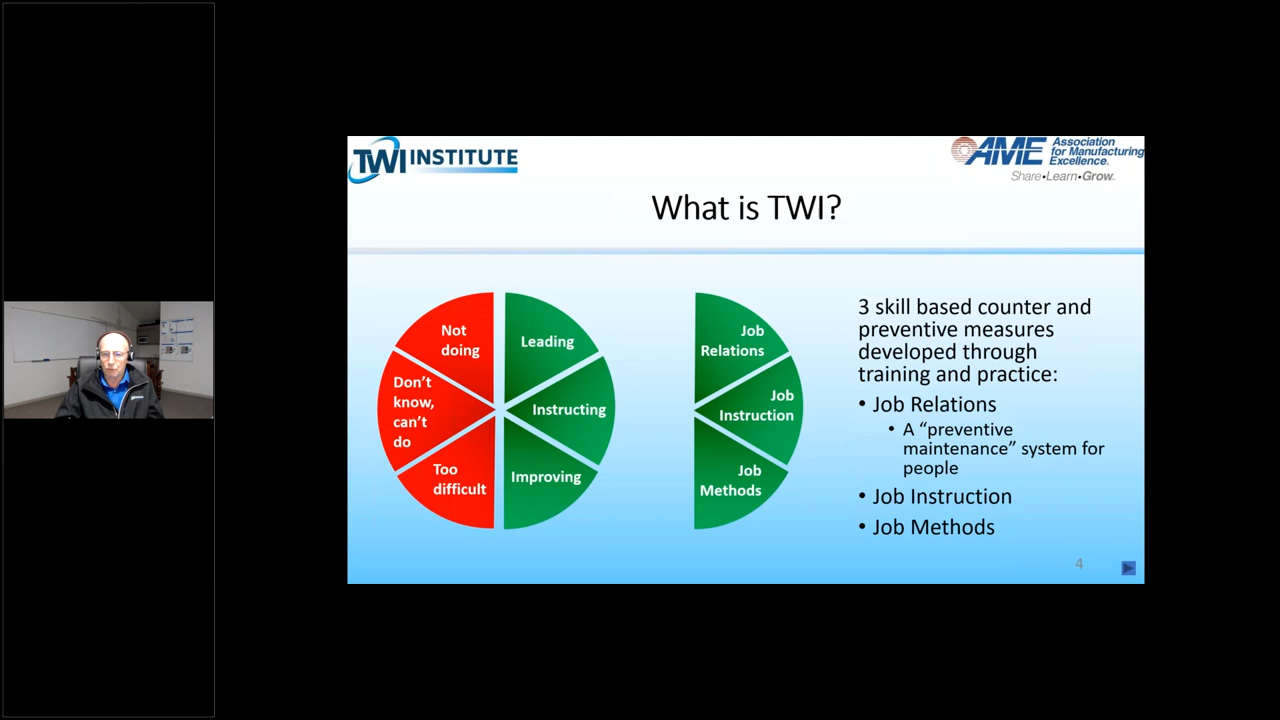 TWI INSTITUTE
AME Association
for Manufacturing
Excellence®
Share•Learn•Grow.
What is TWI?
Not
doing
Don't
know,
can't
do
Too
difficult
Leading
Instructing
Improving
Job
Relations
Job
Instruction
Job
Methods
3 skill based counter and
preventive measures
developed through
training and practice:
• Job Relations
• A “preventive
maintenance” system for
people
• Job Instruction
• Job Methods
4